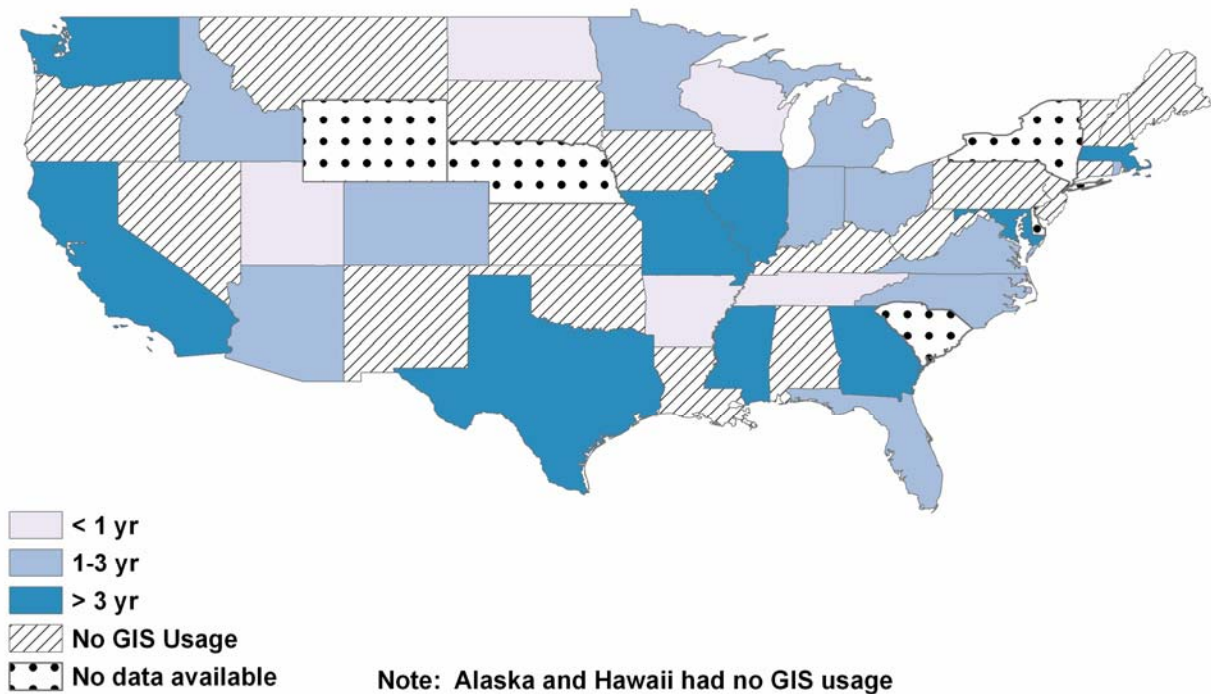 < 1 yr
1-3 yr
> 3 yr
No GIS Usage
No data available
Note: Alaska and Hawaii had no GIS usage